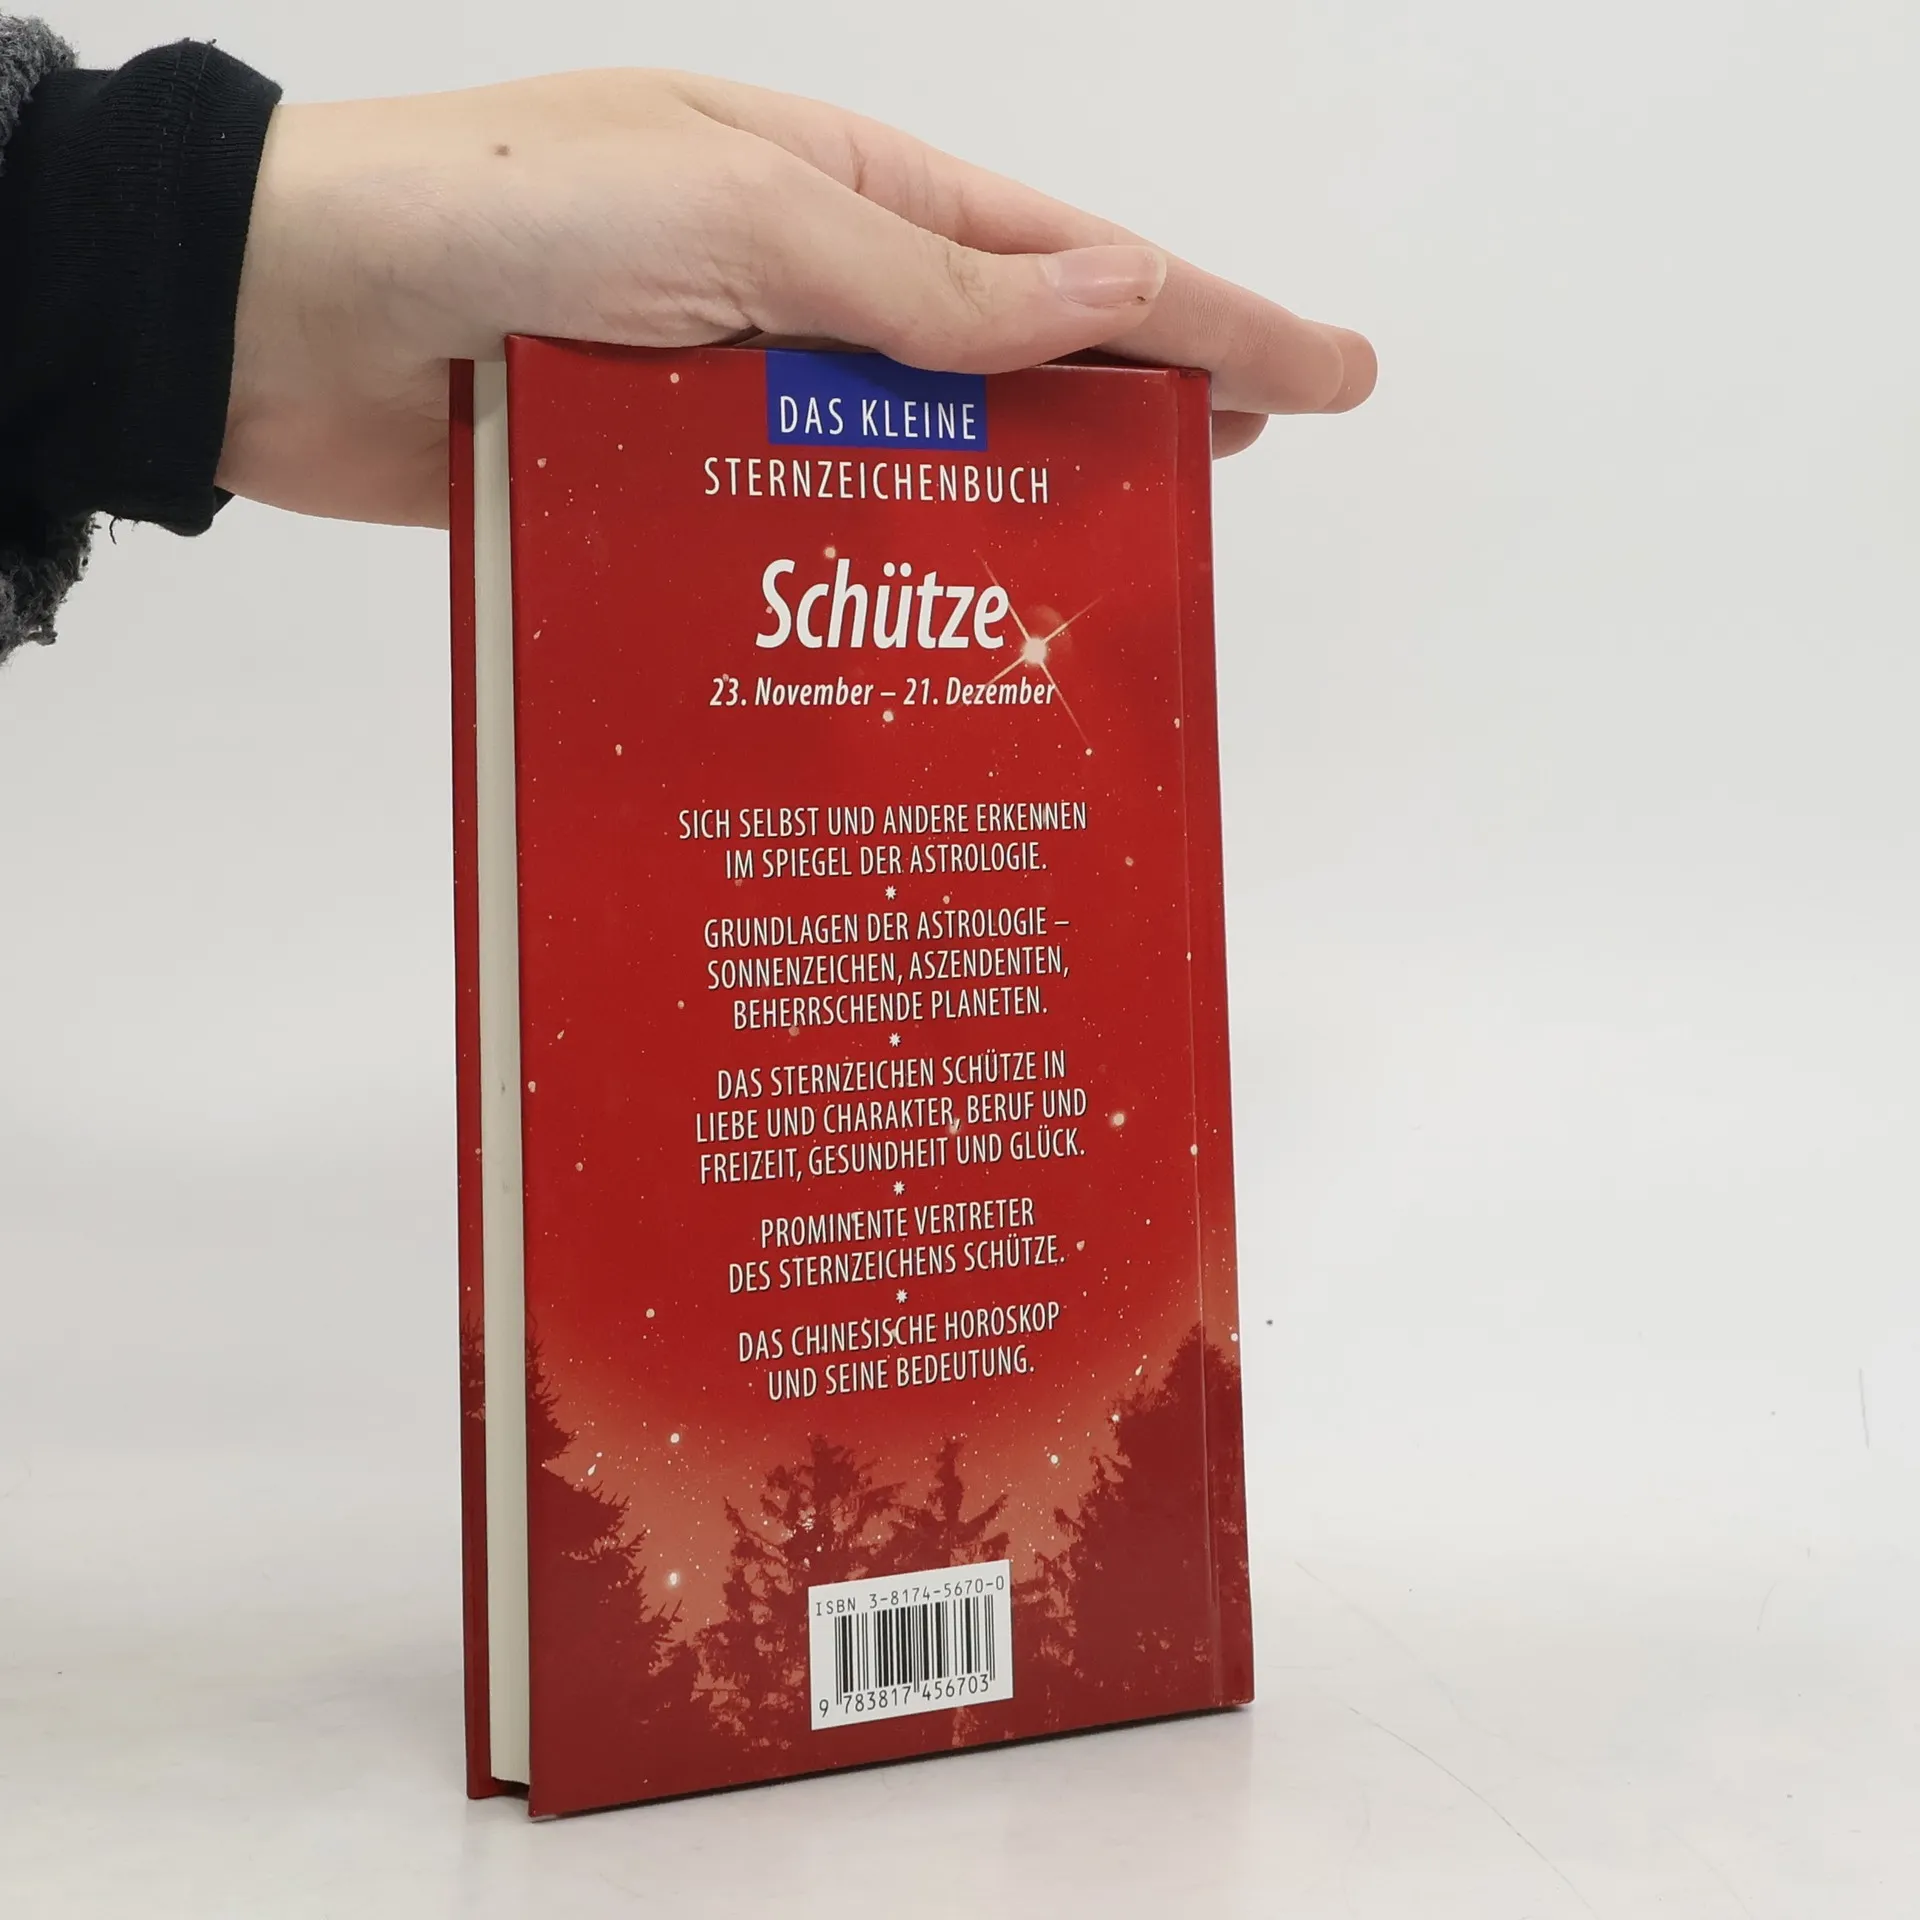 DAS KLEINE
STERNZEICHENBUCH
Schütze
23. November – 21. Dezember
SICH SELBST UND ANDERE ERKENNEN
IM SPIEGEL DER ASTROLOGIE.
GRUNDLAGEN DER ASTROLOGIE –
SONNENZEICHEN, ASZENDENTEN,
BEHERRSCHENDE PLANETEN.
DAS STERNZEICHEN SCHÜTZE IN
LIEBE UND CHARAKTER, BERUF UND
FREIZEIT, GESUNDHEIT UND GLÜCK.
PROMINENTE VERTRETER
DES STERNZEICHENS SCHÜTZE.
DAS CHINESISCHE HOROSKOP
UND SEINE BEDEUTUNG.
ISBN 3-8174-5670-0
9 783817 456703